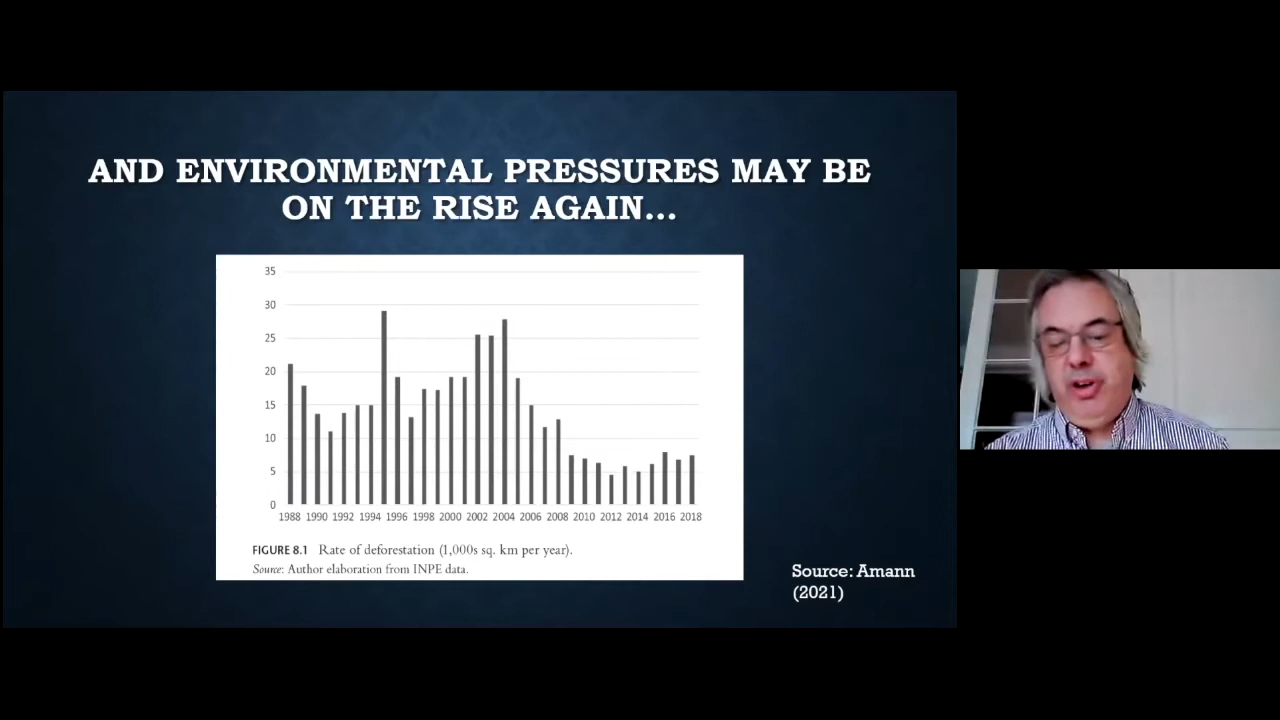 AND ENVIRONMENTAL PRESSURES MAY BE
ON THE RISE AGAIN...
35
30
25
20
15
10
5
0
1988 1990 1992 1994 1996 1998 2000 2002 2004 2006 2008 2010 2012 2014 2016 2018
FIGURE 8.1 Rate of deforestation (1,000s sq. km per year).
Source: Author elaboration from INPE data.
Source: Amann
(2021)